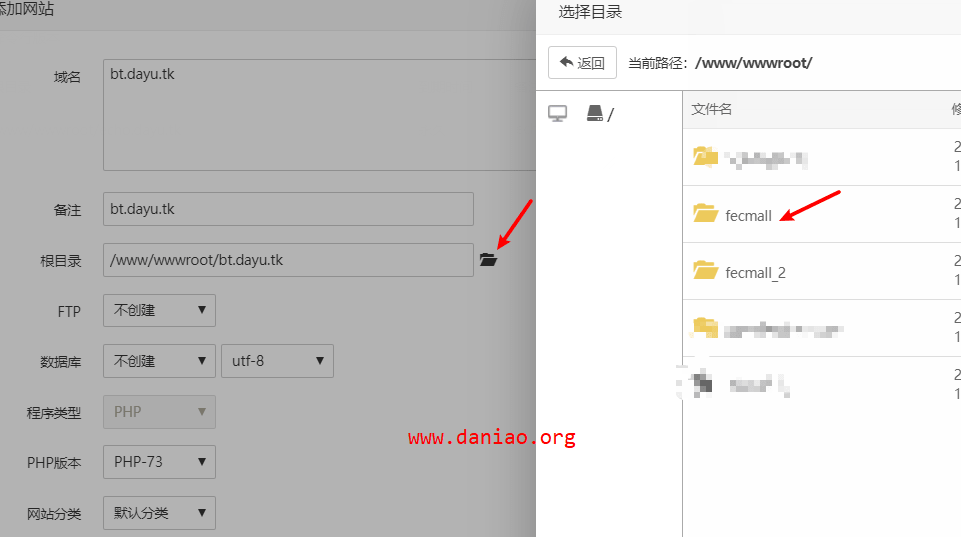 添加网站
域名
bt.dayu.tk
备注
bt.dayu.tk
根目录
/www/wwwroot/bt.dayu.tk
FTP
不创建
数据库
不创建
utf-8
程序类型
PHP
PHP版本
PHP-73
网站分类
默认分类
www.daniao.org
选择目录
返回
当前路径：/www/wwwroot/
/
文件名
修
2
1
fecmall
2
1
fecmall_2
2
1
2
1
2
1